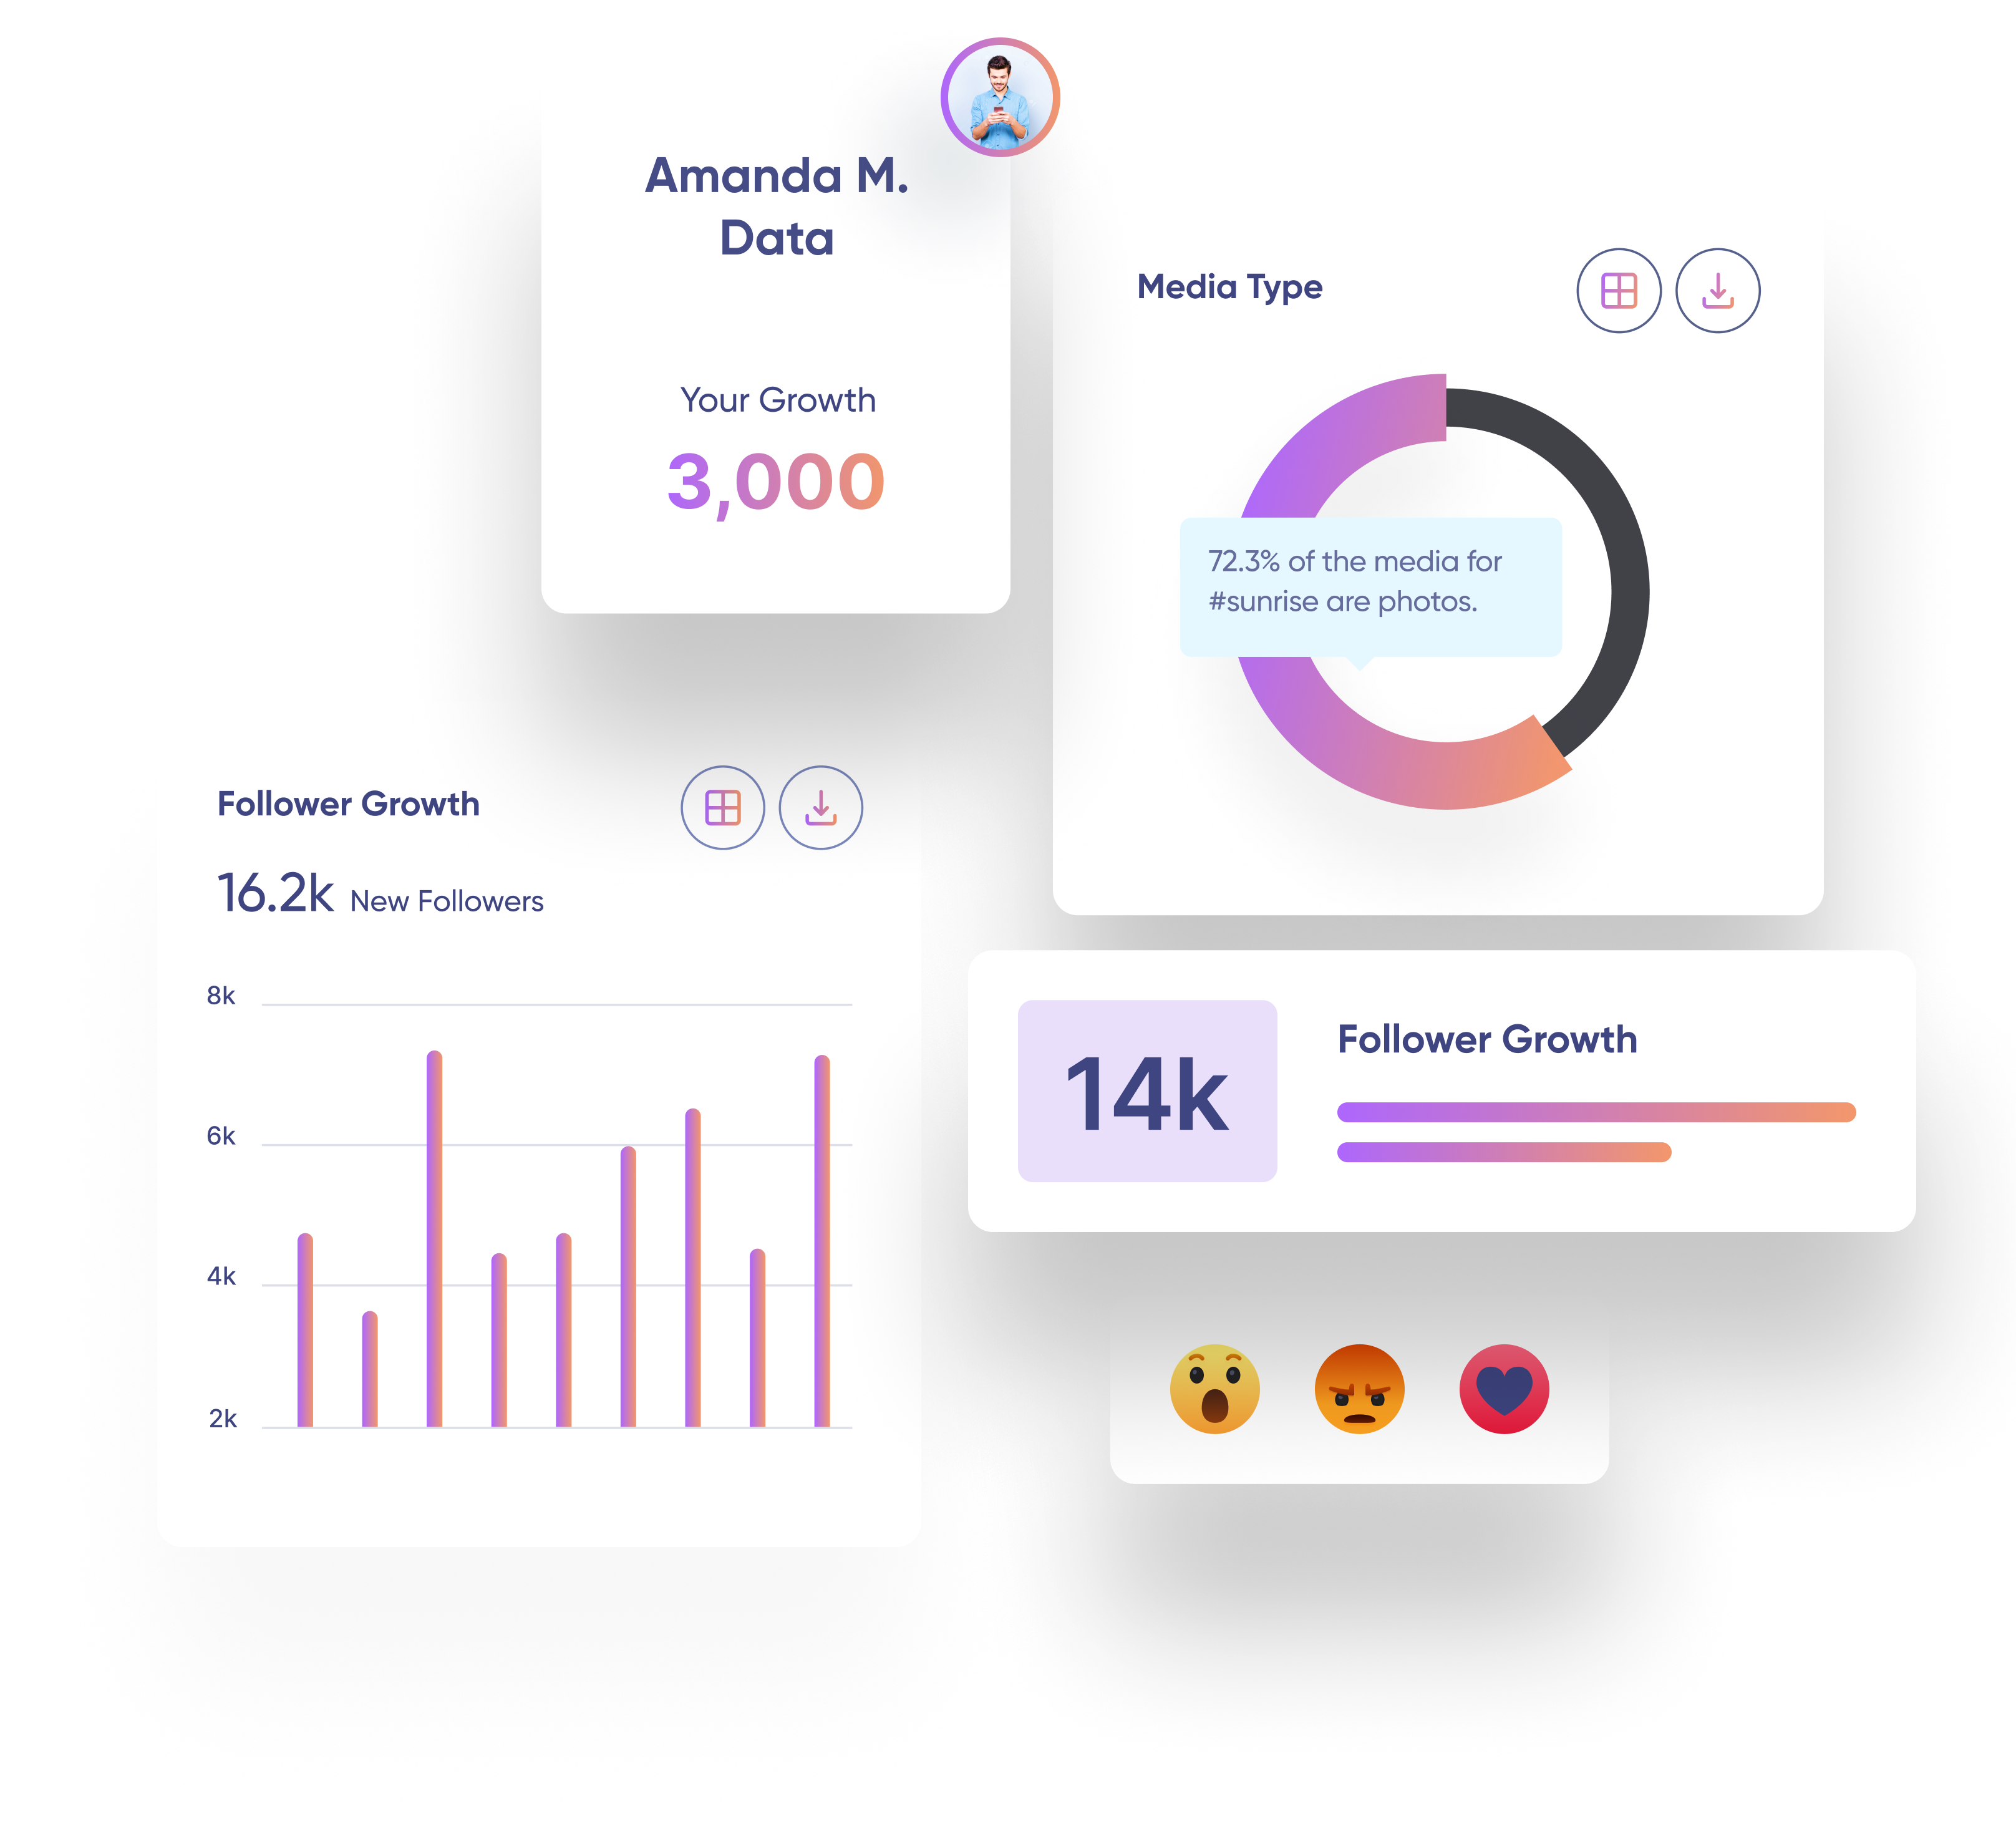 Amanda M.
Data
Your Growth
3,000
Media Type
72.3% of the media for
#sunrise are photos.
Follower Growth
16.2k New Followers
8k
6k
4k
2k
14k
Follower Growth